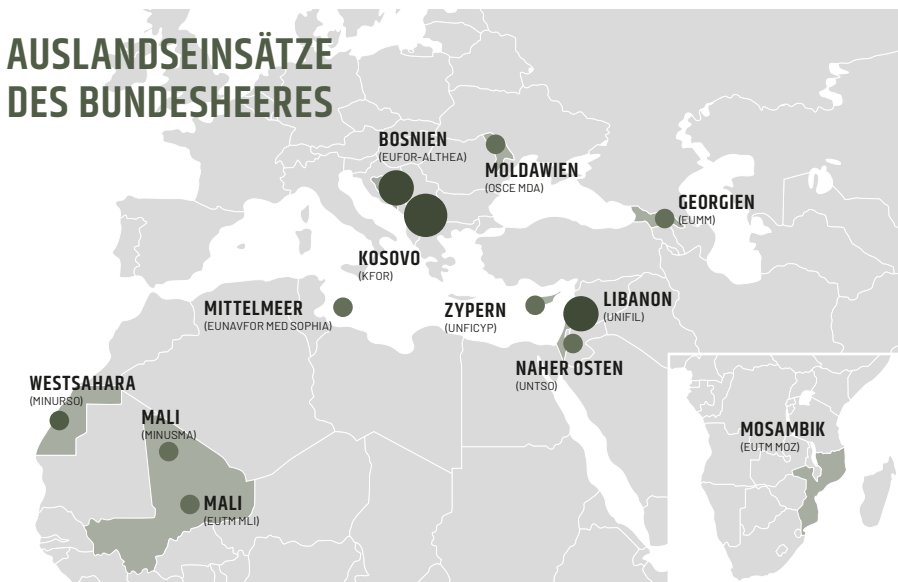 AUSLANDSEINSÄTZE
DES BUNDESHEERES
BOSNIEN
(EUFOR-ALTHEA)
MOLDAWIEN
(OSCE MDA)
GEORGIEN
(EUMM)
KOSOVO
(KFOR)
MITTELMEER
(EUNAVFOR MED SOPHIA)
ZYPERN
(UNFICYP)
LIBANON
(UNIFIL)
NAHER OSTEN
(UNTSO)
WESTSAHARA
(MINURSO)
MALI
(MINUSMA)
MALI
(EUTM MLI)
MOSAMBIK
(EUTM MOZ)